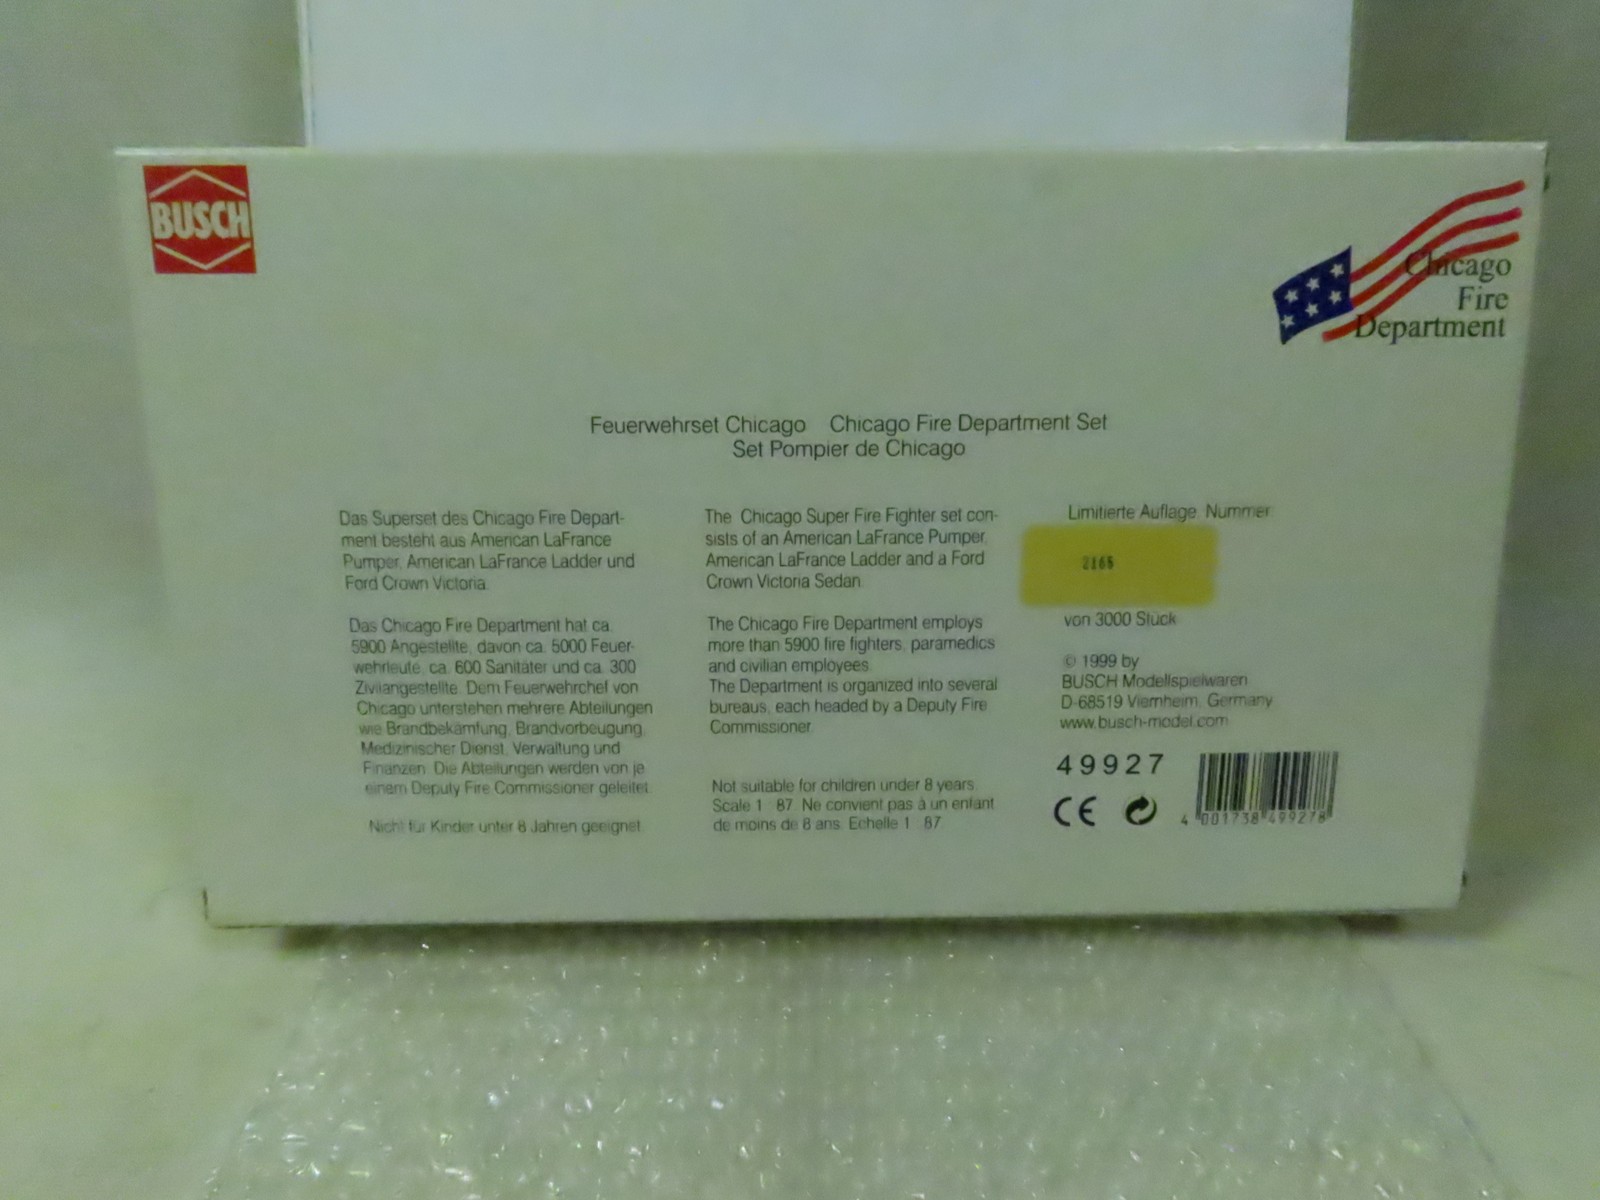 BUSCH
Chicago
Fire
Department
Feuerwehrset Chicago Chicago Fire Department Set
Set Pompier de Chicago
Das Superset des Chicago Fire Depart-
ment besteht aus American LaFrance
Pumper, American LaFrance Ladder und
Ford Crown Victoria.
Das Chicago Fire Department hat ca.
5900 Angestellte, davon ca. 5000 Feuer-
wehrleute, ca. 600 Sanitäter und ca. 300
Zivilangestellte. Dem Feuerwehrchef von
Chicago unterstehen mehrere Abteilungen
wie Brandbekämfung, Brandvorbeugung,
Medizinischer Dienst, Verwaltung und
Finanzen. Die Abteilungen werden von je
einem Deputy Fire Commissioner geleitet.
Nicht für Kinder unter 8 Jahren geeignet.
The Chicago Super Fire Fighter set con-
sists of an American LaFrance Pumper,
American LaFrance Ladder and a Ford
Crown Victoria Sedan.
The Chicago Fire Department employs
more than 5900 fire fighters, paramedics
and civilian employees.
The Department is organized into several
bureaus, each headed by a Deputy Fire
Commissioner.
Not suitable for children under 8 years.
Scale 1 : 87. Ne convient pas à un enfant
de moins de 8 ans. Echelle 1 : 87
Limitierte Auflage. Nummer:
2165
von 3000 Stück
© 1999 by
BUSCH Modellspielwaren
D-68519 Viernheim, Germany
www.busch-model.com
49927
CE
4 001738 499278